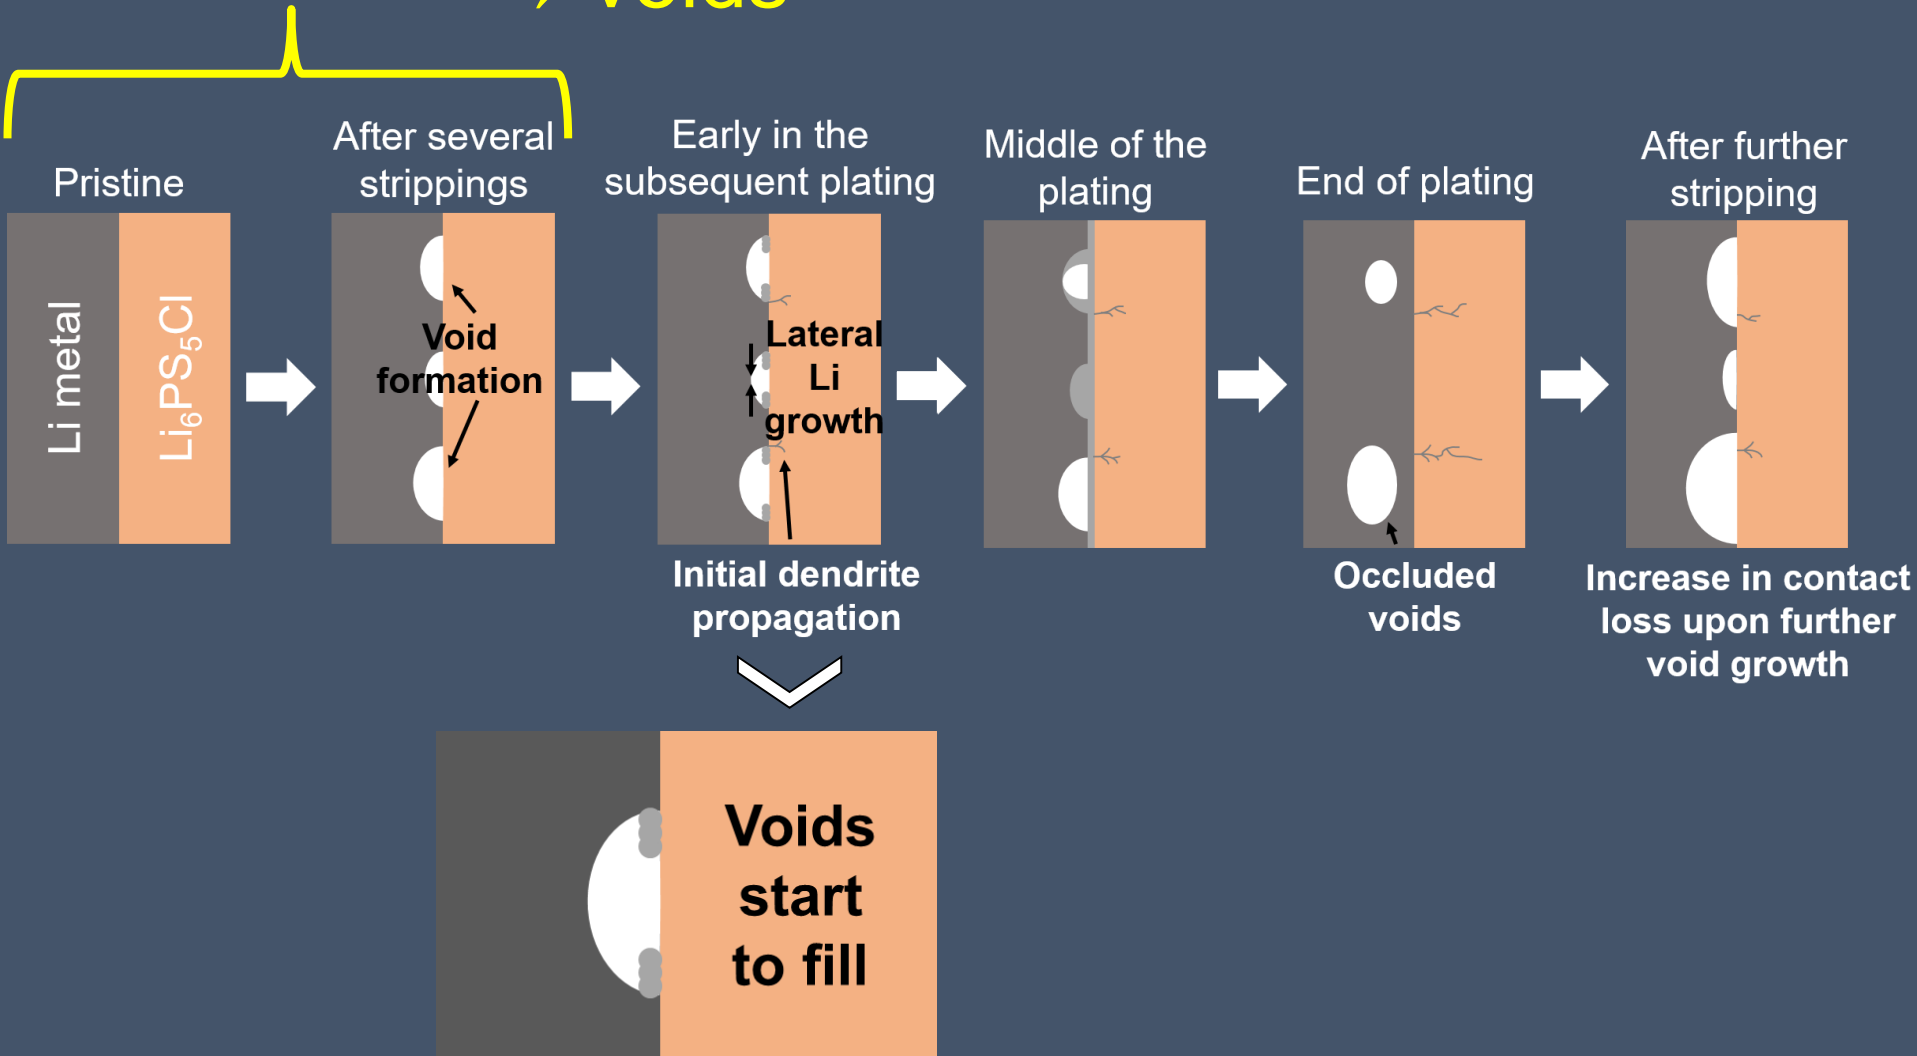 Voids
Pristine
After several
strippings
Early in the
subsequent plating
Middle of the
plating
End of plating
After further
stripping
Li metal
Li₆PS₅Cl
Void
formation
Lateral
Li
growth
Initial dendrite
propagation
Occluded
voids
Increase in contact
loss upon further
void growth
Voids
start
to fill